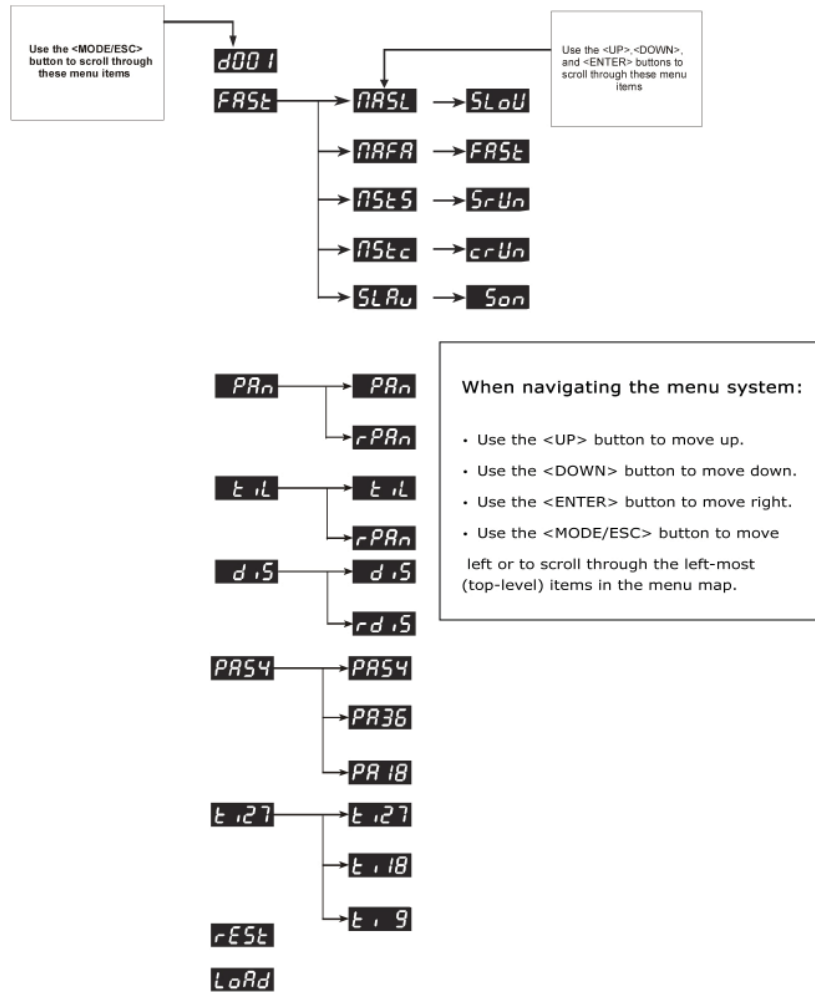 Use the <MODE/ESC>
button to scroll through
these menu items
Use the <UP>,<DOWN>,
and <ENTER> buttons to
scroll through these menu
items
d001
FASt
NASL
SLoU
NAFA
FASt
NStS
SrUn
NStc
crUn
SLAu
Son
PAn
PAn
rPAn
tiL
tiL
rPAn
diS
diS
rdiS
PA54
PA54
PA36
PA18
ti27
ti27
ti18
ti 9
rESt
LoAd
When navigating the menu system:
• Use the <UP> button to move up.
• Use the <DOWN> button to move down.
• Use the <ENTER> button to move right.
• Use the <MODE/ESC> button to move
left or to scroll through the left-most
(top-level) items in the menu map.